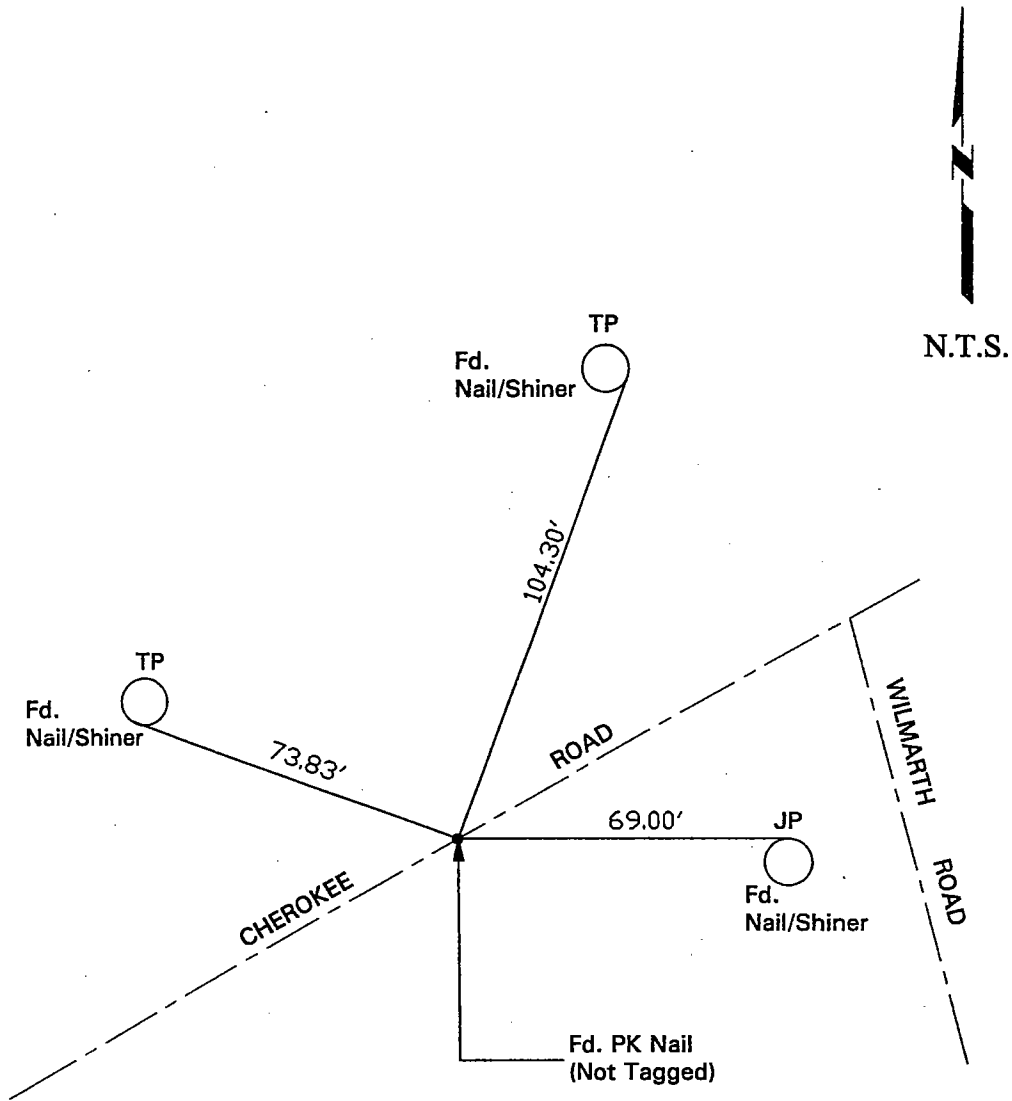 N
N.T.S.
TP
Fd.
Nail/Shiner
104.30'
TP
Fd.
Nail/Shiner
73.83'
ROAD
WILMARTH
ROAD
69.00'
JP
Fd.
Nail/Shiner
CHEROKEE
Fd. PK Nail
(Not Tagged)